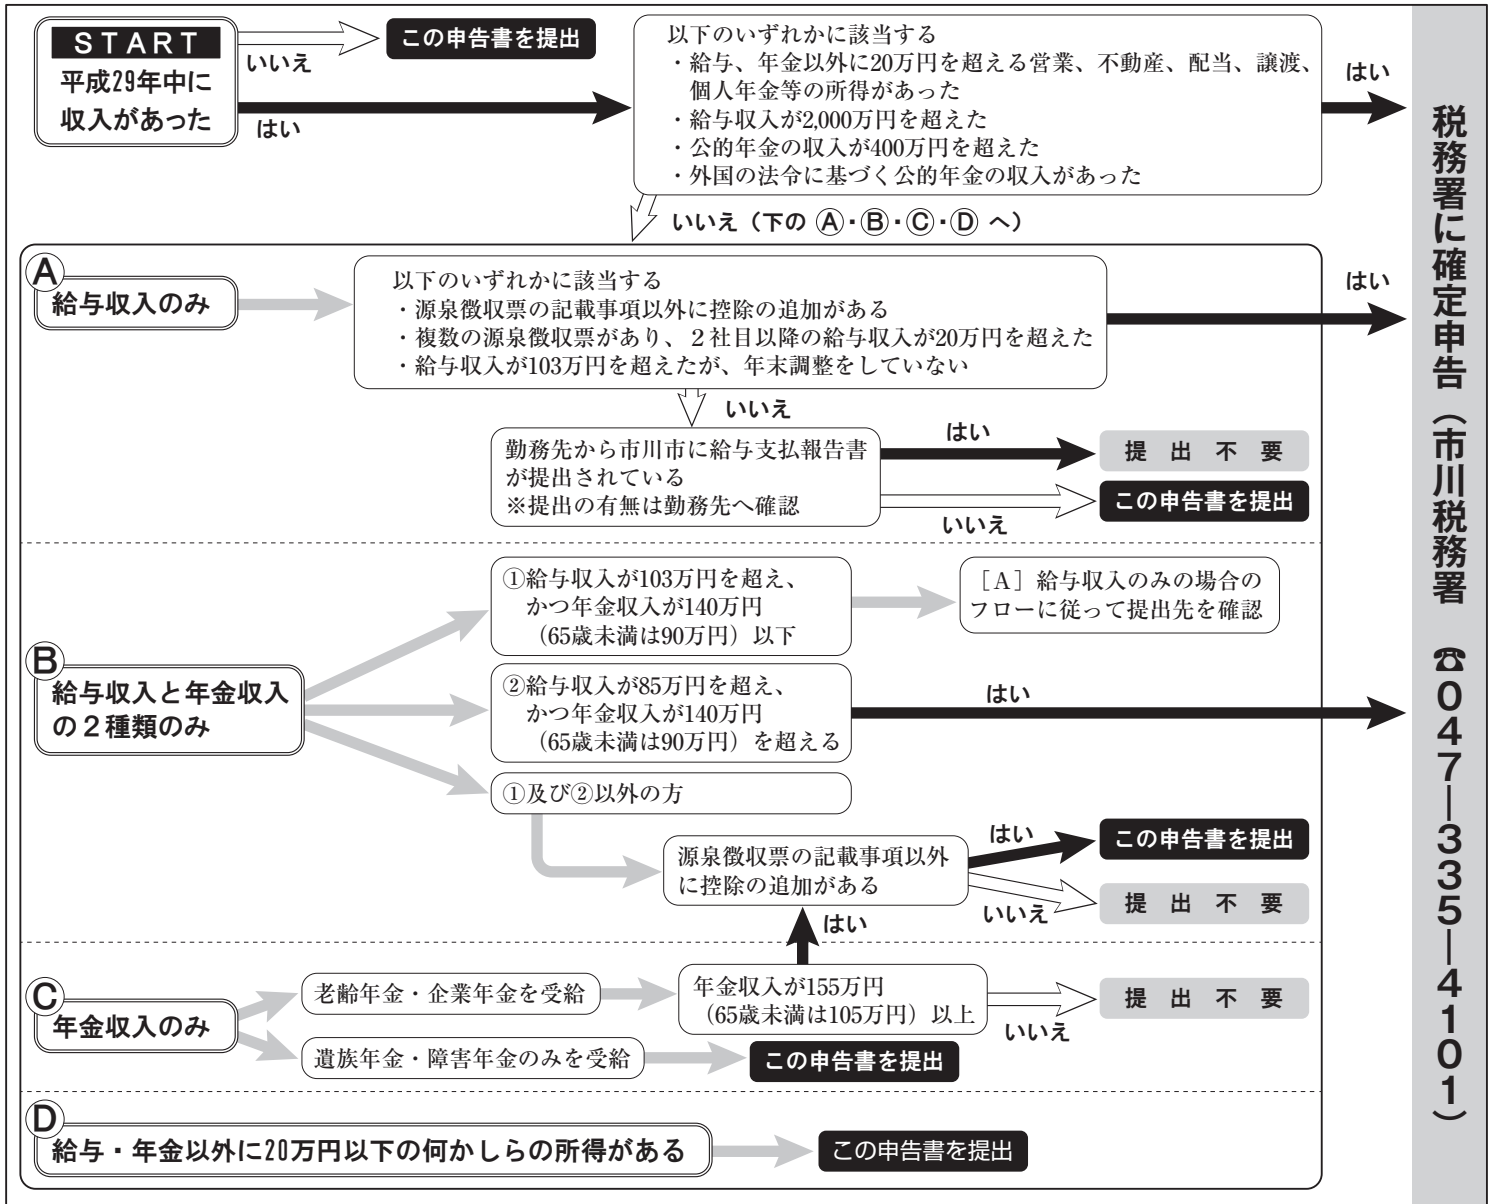 START
平成29年中に
収入があった
いいえ
この申告書を提出
はい
以下のいずれかに該当する
・給与、年金以外に20万円を超える営業、不動産、配当、譲渡、
個人年金等の所得があった
・給与収入が2,000万円を超えた
・公的年金の収入が400万円を超えた
・外国の法令に基づく公的年金の収入があった
はい
いいえ（下の Ⓐ・Ⓑ・Ⓒ・Ⓓ へ）
Ⓐ
給与収入のみ
以下のいずれかに該当する
・源泉徴収票の記載事項以外に控除の追加がある
・複数の源泉徴収票があり、２社目以降の給与収入が20万円を超えた
・給与収入が103万円を超えたが、年末調整をしていない
はい
いいえ
勤務先から市川市に給与支払報告書
が提出されている
※提出の有無は勤務先へ確認
はい
提出不要
いいえ
この申告書を提出
Ⓑ
給与収入と年金収入
の２種類のみ
①給与収入が103万円を超え、
かつ年金収入が140万円
（65歳未満は90万円）以下
［Ａ］給与収入のみの場合の
フローに従って提出先を確認
②給与収入が85万円を超え、
かつ年金収入が140万円
（65歳未満は90万円）を超える
はい
①及び②以外の方
源泉徴収票の記載事項以外
に控除の追加がある
はい
この申告書を提出
いいえ
提出不要
はい
Ⓒ
年金収入のみ
老齢年金・企業年金を受給
年金収入が155万円
（65歳未満は105万円）以上
いいえ
提出不要
遺族年金・障害年金のみを受給
この申告書を提出
Ⓓ
給与・年金以外に20万円以下の何かしらの所得がある
この申告書を提出
税務署に確定申告（市川税務署 ☎047―335―4101）